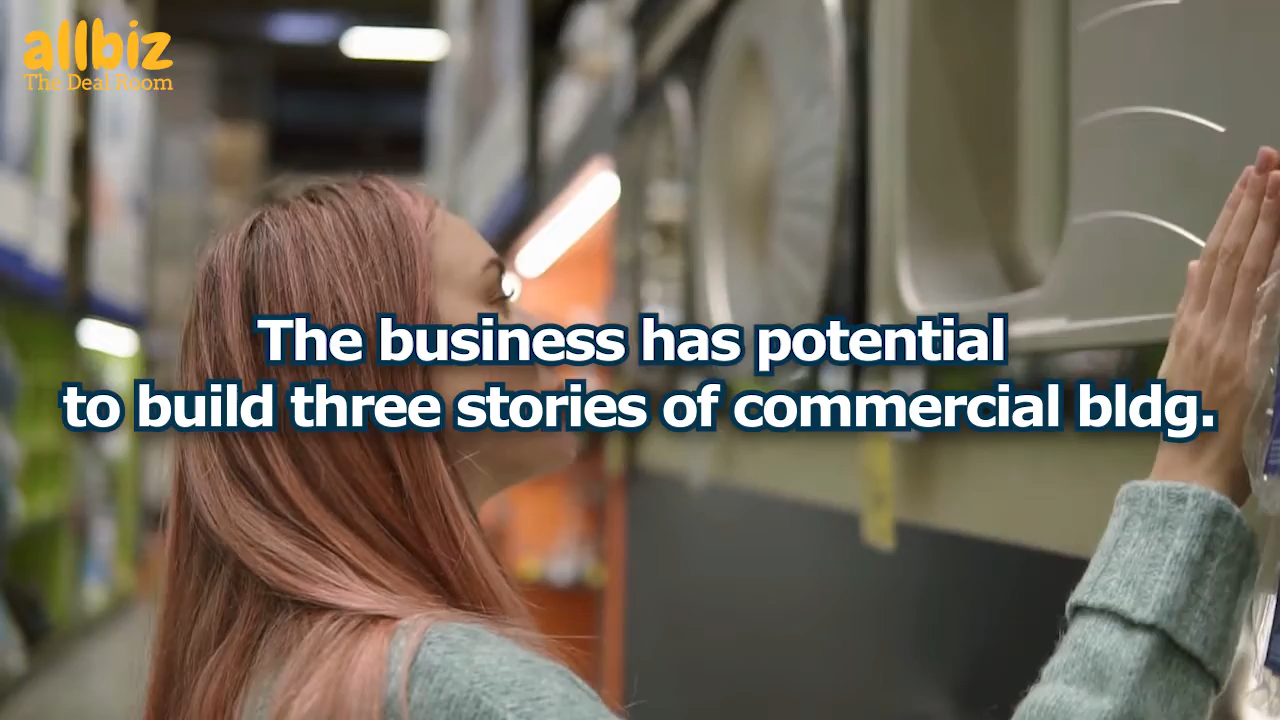 allbiz
The Deal Room
The business has potential
to build three stories of commercial bldg.